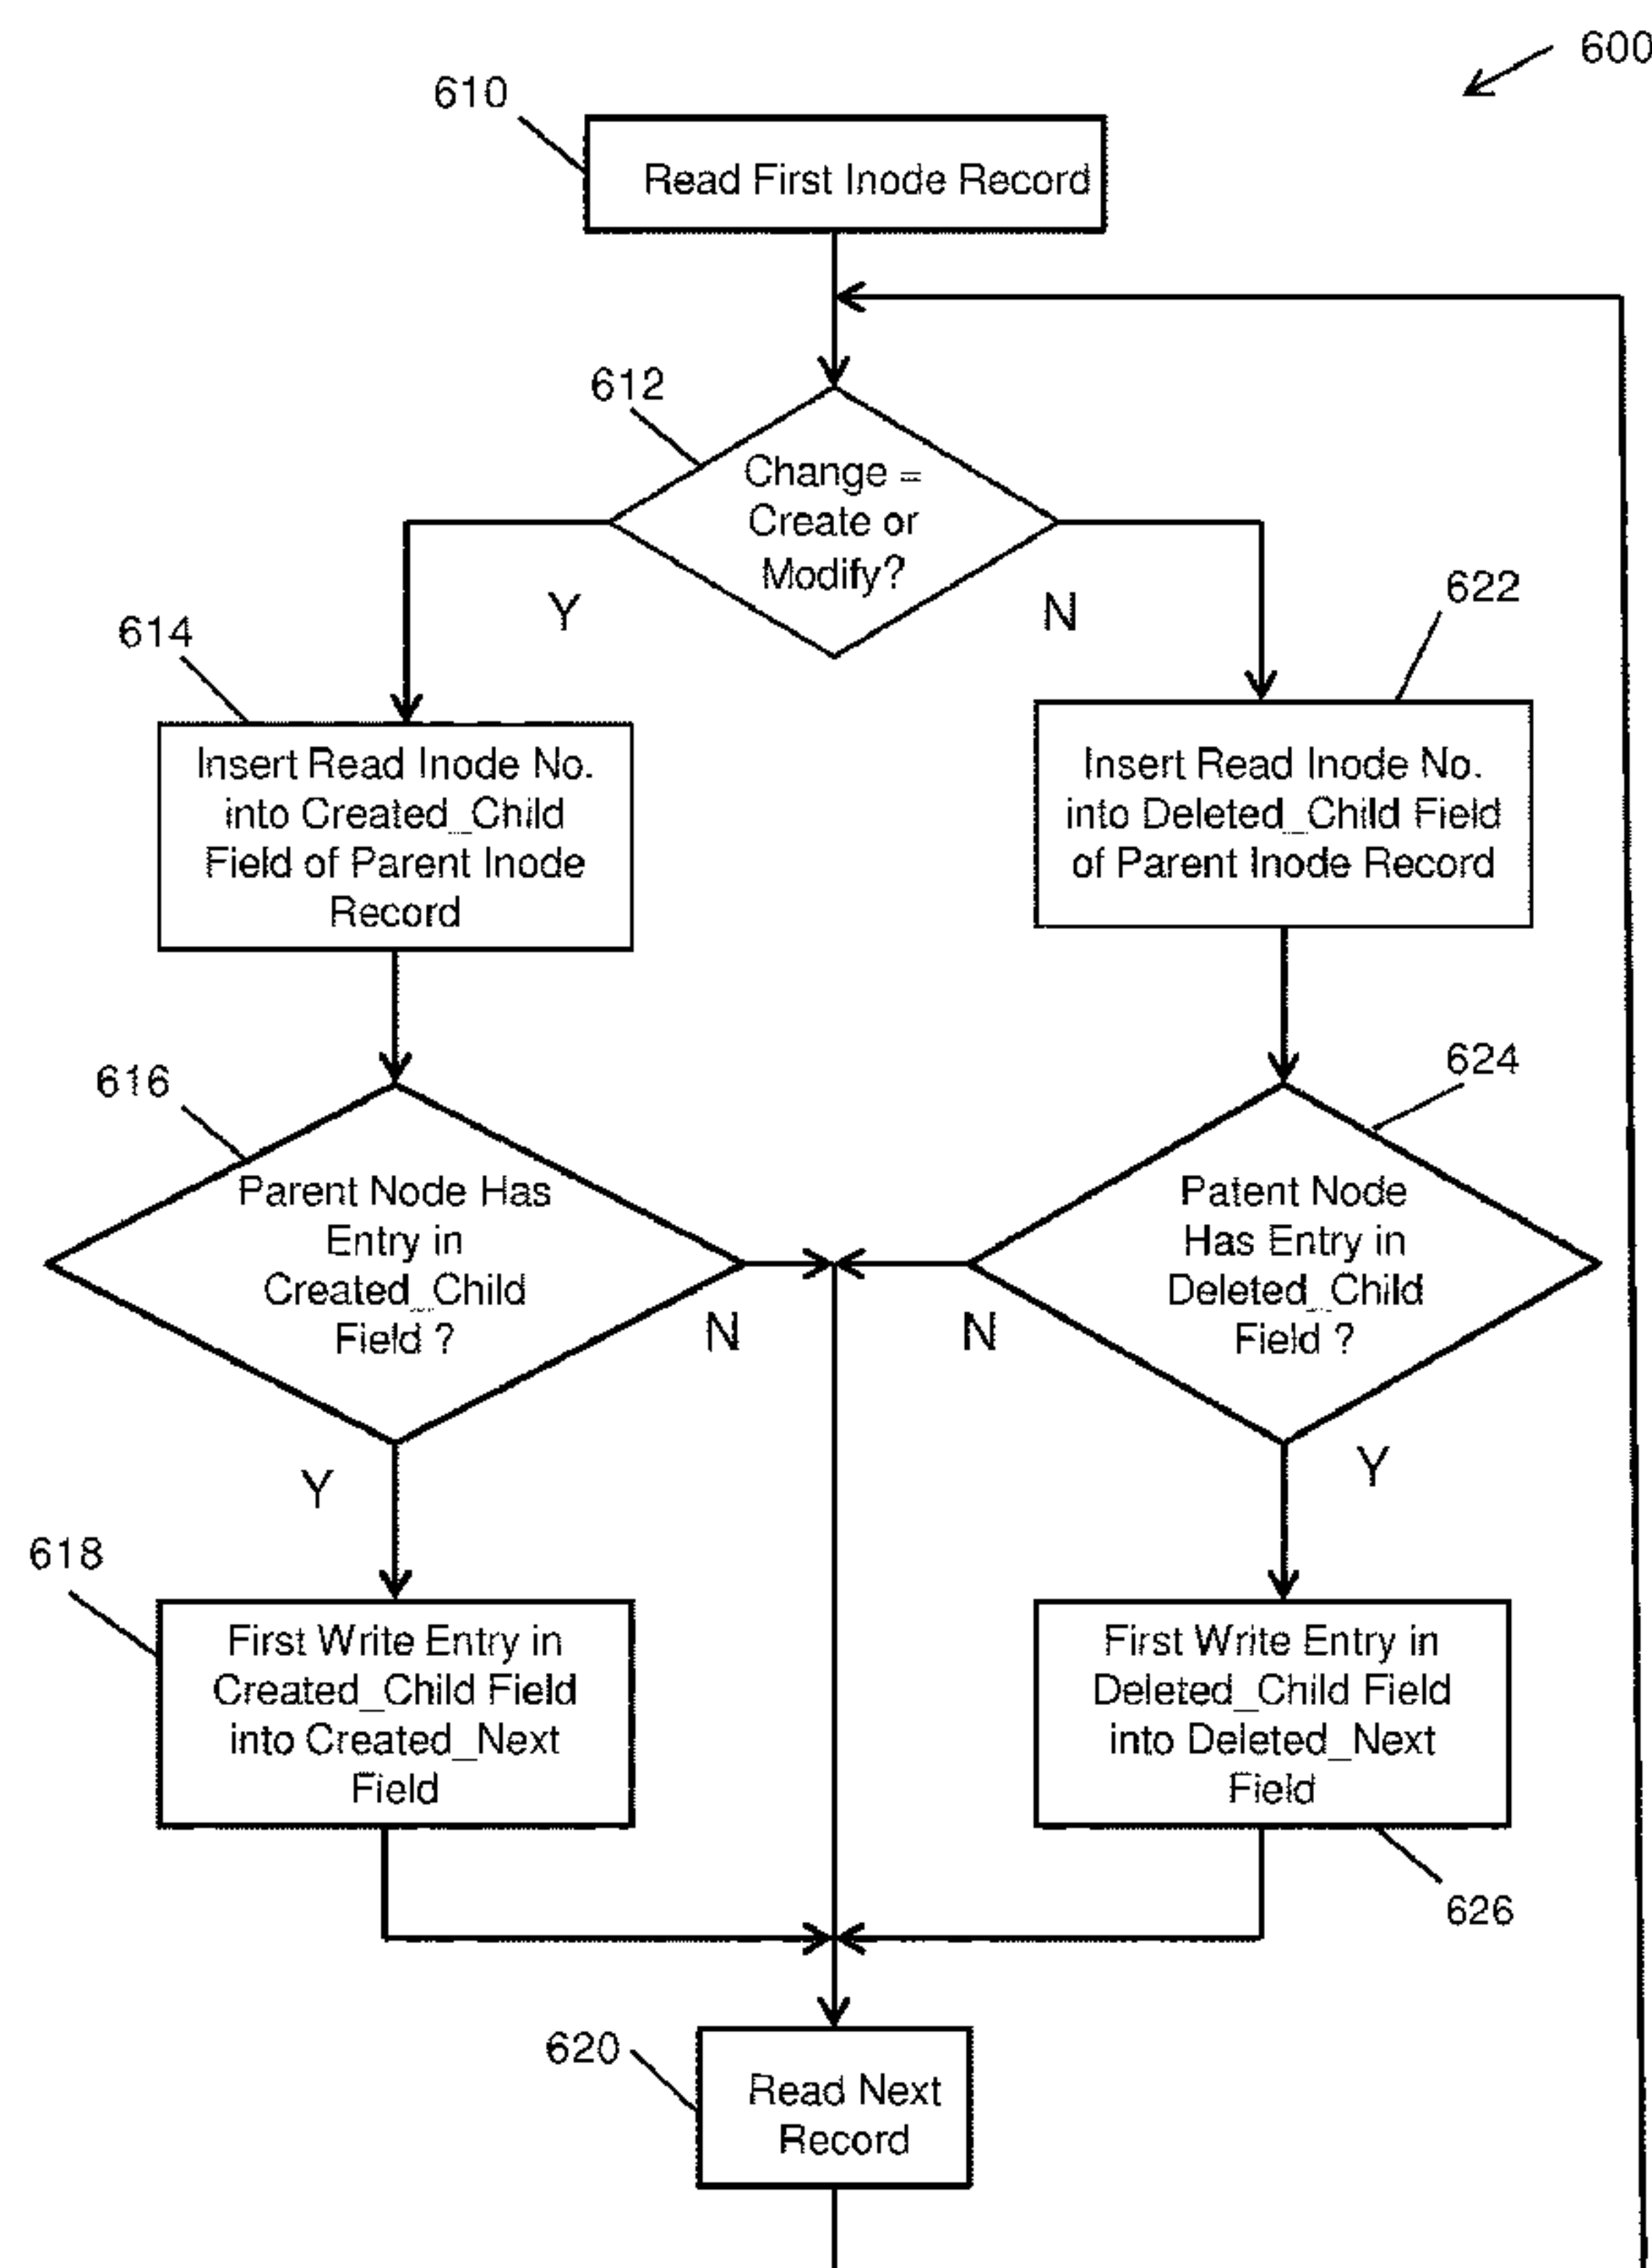 600
610
Read First Inode Record
612
Change =
Create or
Modify?
Y
N
614
Insert Read Inode No.
into Created_Child
Field of Parent Inode
Record
622
Insert Read Inode No.
into Deleted_Child Field
of Parent Inode Record
616
Parent Node Has
Entry in
Created_Child
Field ?
N
Y
624
Patent Node
Has Entry in
Deleted_Child
Field ?
N
Y
618
First Write Entry in
Created_Child Field
into Created_Next
Field
First Write Entry in
Deleted_Child Field
into Deleted_Next
Field
626
620
Read Next
Record